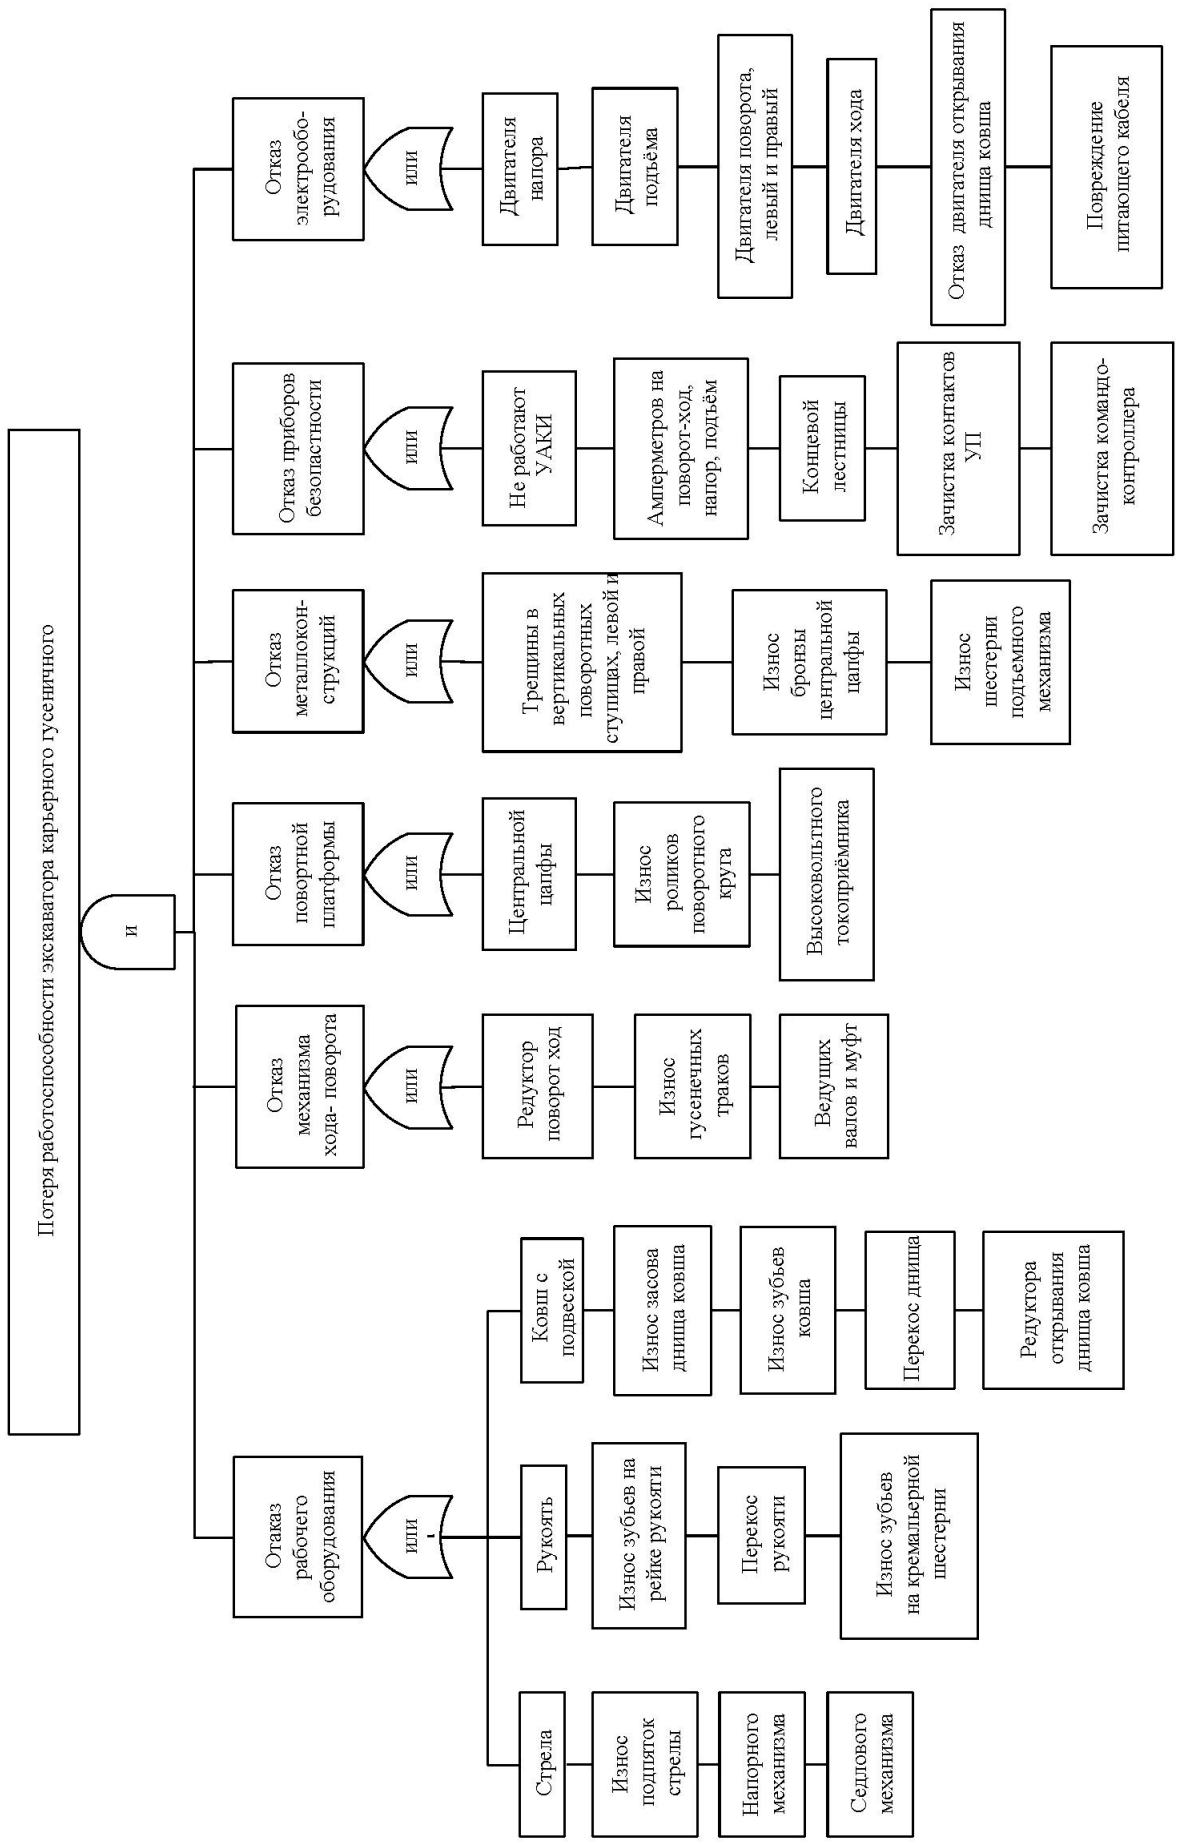 Потеря работоспособности экскаватора карьерного гусеничного
и
Отаказ
рабочего
оборудования
или
Стрела
Износ
подпяток
стрелы
Напорного
механизма
Седлового
механизма
Рукоять
Износ зубьев на
рейке рукояти
Перекос
рукояти
Износ зубьев
на кремальерной
шестерни
Ковш с
подвеской
Износ засова
днища ковша
Износ зубьев
ковша
Перекос днища
Редуктора
открывания
днища ковша
Отказ
механизма
хода- поворота
или
Редуктор
поворот ход
Износ
гусенечных
траков
Ведущих
валов и муфт
Отказ
повортной
платформы
или
Центральной
цапфы
Износ
роликов
поворотного
круга
Высоковольтного
токоприёмника
Отказ
металлокон-
струкций
или
Трещины в
вертикальных
поворотных
ступицах, левой и
правой
Износ
бронзы
центральной
цапфы
Износ
шестерни
подъемного
механизма
Отказ приборов
безопастности
или
Не работают
УАКИ
Амперметров на
поворот-ход,
напор, подъём
Концевой
лестницы
Зачистка контактов
УП
Зачистка командо-
контроллера
Отказ
электрообо-
рудования
или
Двигателя
напора
Двигателя
подъёма
Двигателя поворота,
левый и правый
Двигателя хода
Отказ двигателя открывания
днища ковша
Повреждение
питающего кабеля